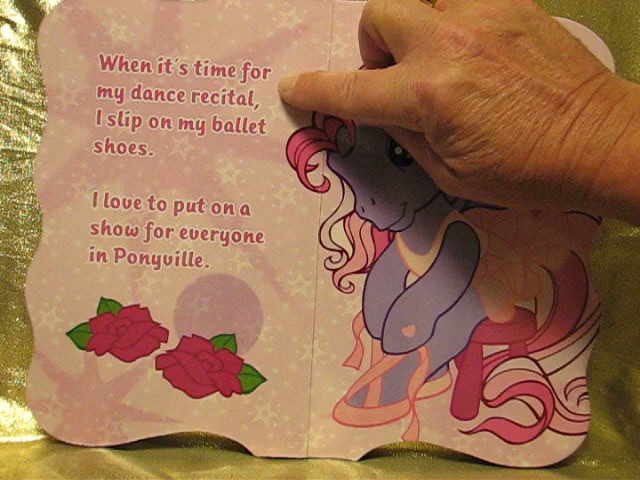 When it's time for
my dance recital,
I slip on my ballet
shoes.
I love to put on a
show for everyone
in Ponyville.